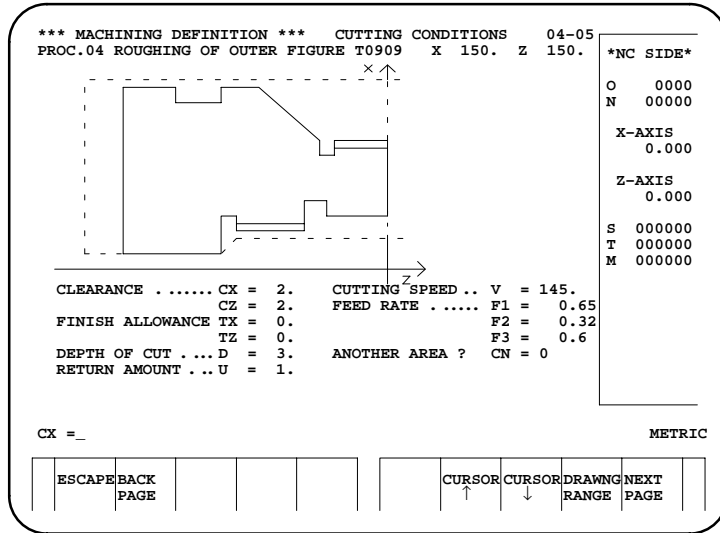 *** MACHINING DEFINITION *** CUTTING CONDITIONS 04-05
PROC.04 ROUGHING OF OUTER FIGURE T0909 X 150. Z 150.
*NC SIDE*
O 0000
N 00000
X-AXIS
0.000
Z-AXIS
0.000
S 000000
T 000000
M 000000
X
Z
CLEARANCE ....... CX = 2. CUTTING SPEED .. V = 145.
CZ = 2. FEED RATE ...... F1 = 0.65
FINISH ALLOWANCE TX = 0. F2 = 0.32
TZ = 0. F3 = 0.6
DEPTH OF CUT .... D = 3. ANOTHER AREA ? CN = 0
RETURN AMOUNT ... U = 1.
CX =_ METRIC
ESCAPE BACK PAGE CURSOR ↑ CURSOR ↓ DRAWNG RANGE NEXT PAGE